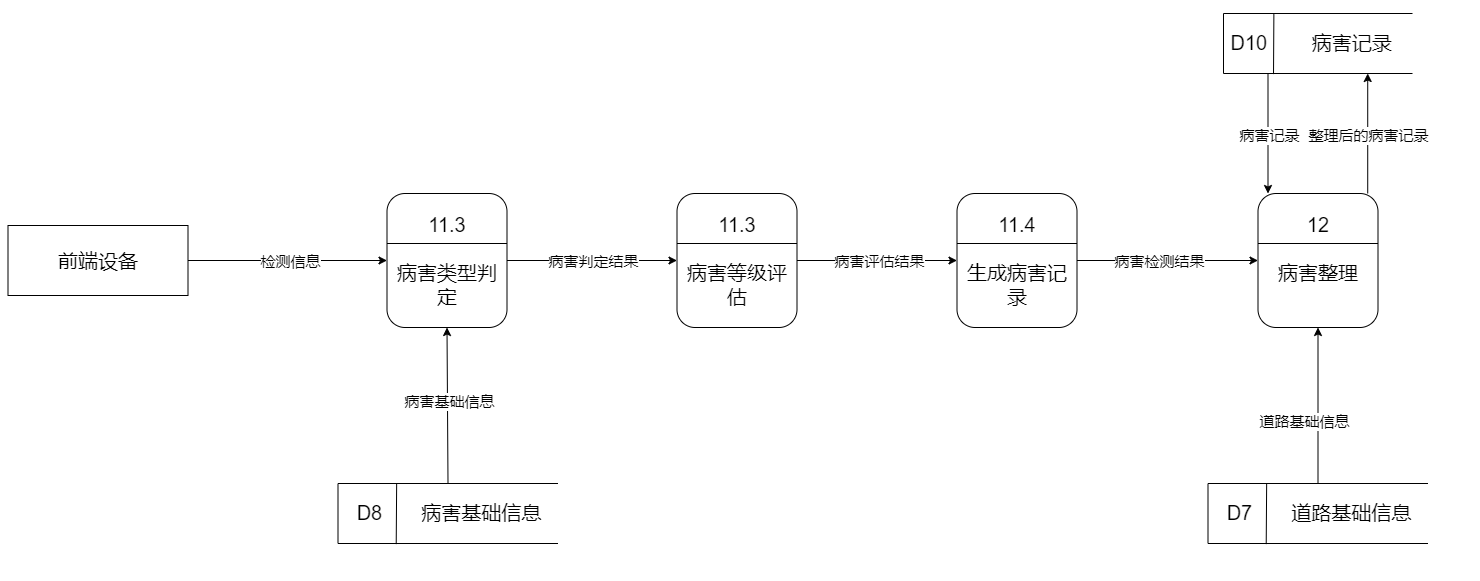 D10
病害记录
病害记录
整理后的病害记录
11.3
11.3
11.4
12
前端设备
检测信息
病害类型判
定
病害判定结果
病害等级评
估
病害评估结果
生成病害记
录
病害检测结果
病害整理
病害基础信息
道路基础信息
D8
病害基础信息
D7
道路基础信息